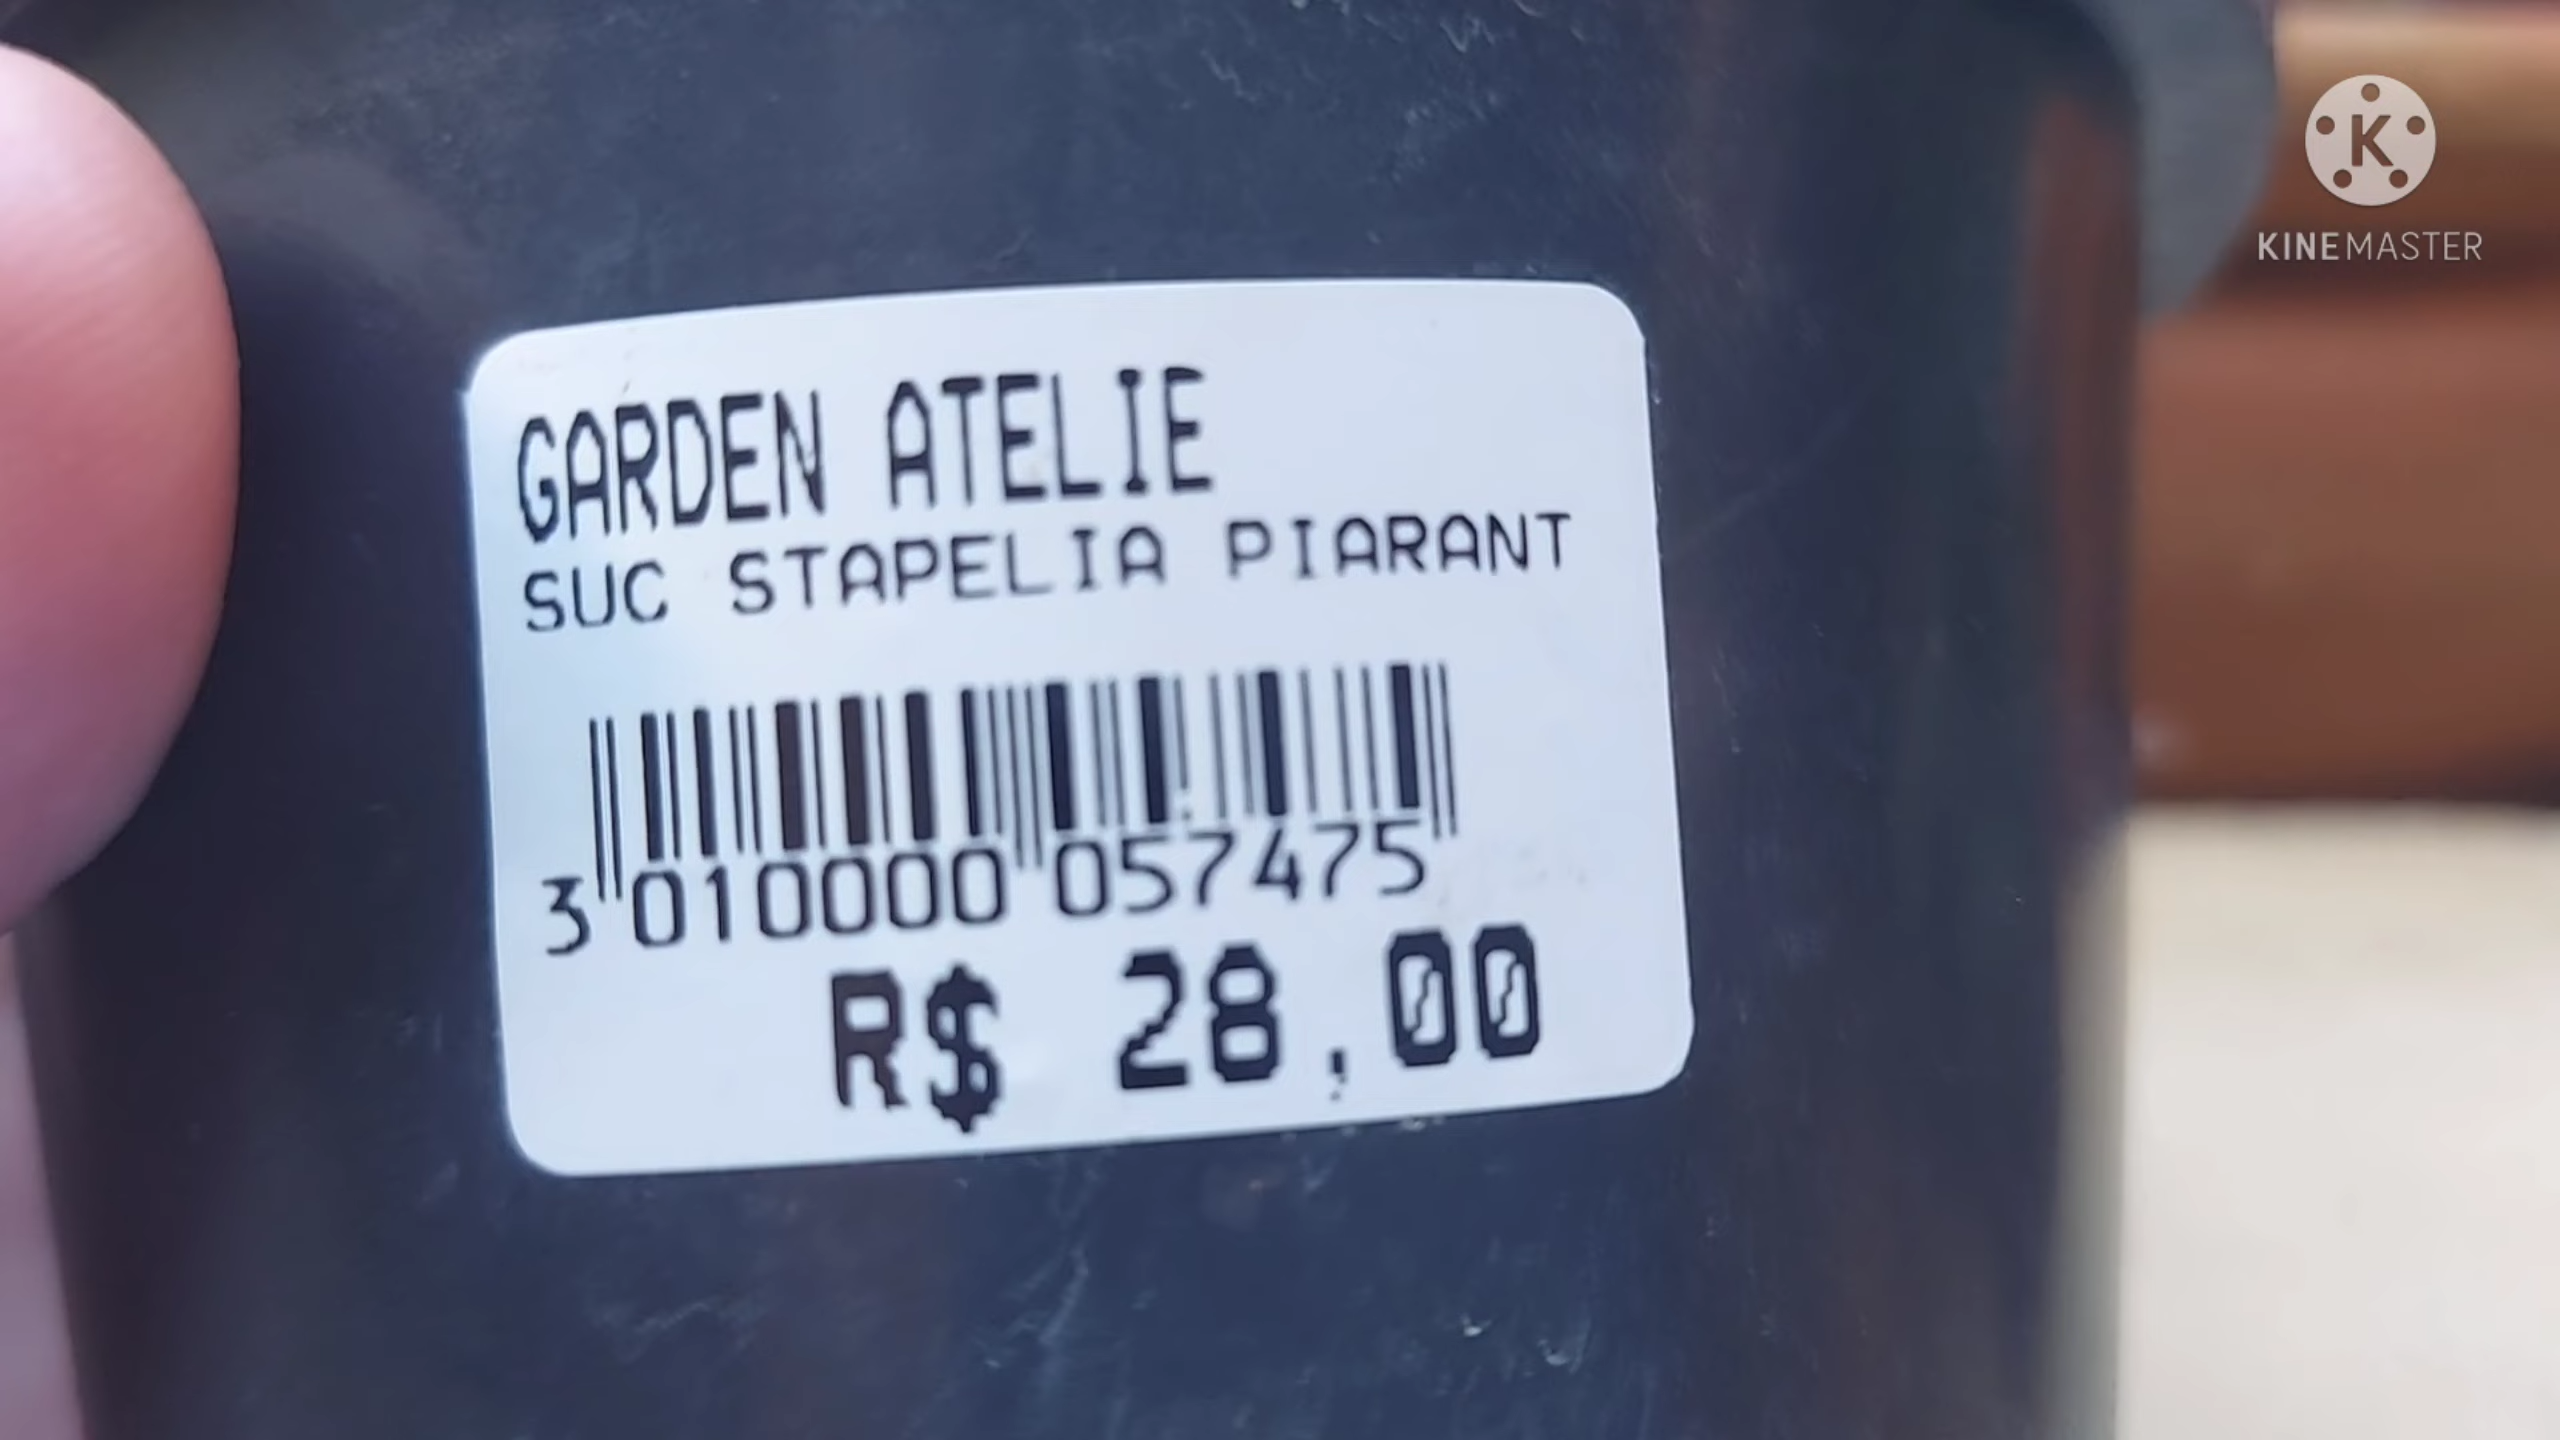 K
KINEMASTER
GARDEN ATELIE
SUC STAPELIA PIARANT
3 010000 057475
R$ 28,00